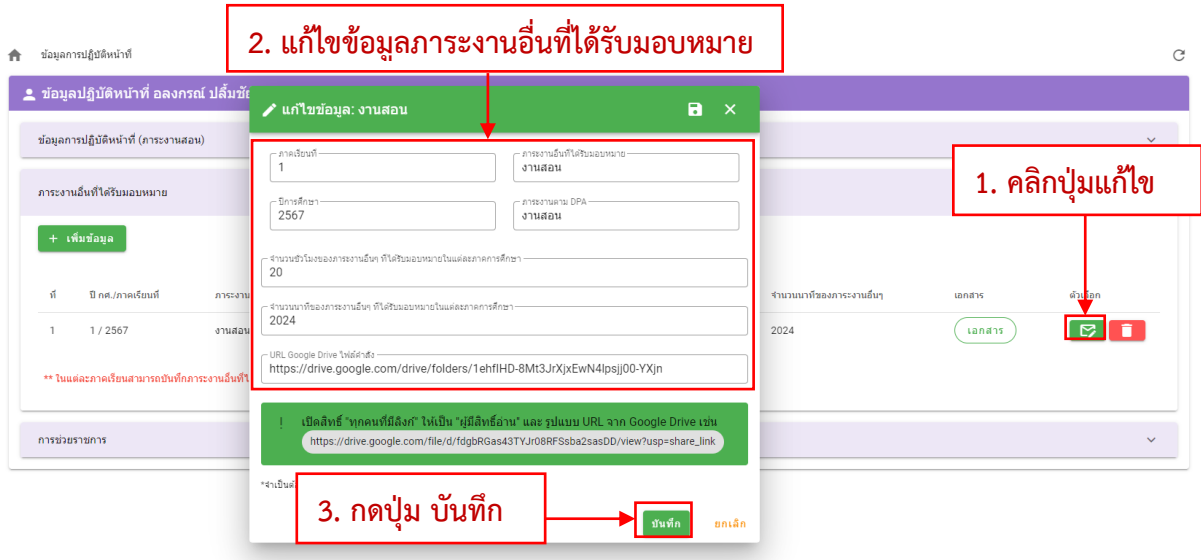 2. แก้ไขข้อมูลภาระงานอื่นที่ได้รับมอบหมาย
ข้อมูลการปฏิบัติหน้าที่
ข้อมูลปฏิบัติหน้าที่ อลงกรณ์ ปลื้มชัย
แก้ไขข้อมูล: งานสอน
ข้อมูลการปฏิบัติหน้าที่ (ภาระงานสอน)
ภาคเรียนที่
1
ภาระงานอื่นที่ได้รับมอบหมาย
งานสอน
1. คลิกปุ่มแก้ไข
ภาระงานอื่นที่ได้รับมอบหมาย
ปีการศึกษา
2567
ภาระงานตาม DPA
งานสอน
+ เพิ่มข้อมูล
จำนวนชั่วโมงของภาระงานอื่นๆ ที่ได้รับมอบหมายในแต่ละภาคการศึกษา
20
ที่ ปี กศ./ภาคเรียนที่ ภาระงาน จำนวนนาทีของภาระงานอื่นๆ เอกสาร ตัวเลือก
จำนวนนาทีของภาระงานอื่นๆ ที่ได้รับมอบหมายในแต่ละภาคการศึกษา
2024
1 1 / 2567 งานสอน 2024 เอกสาร
URL Google Drive ไฟล์คำสั่ง
https://drive.google.com/drive/folders/1ehflHD-8Mt3JrXjxEwN4lpsjj00-YXjn
** ในแต่ละภาคเรียนสามารถบันทึกภาระงานอื่นที่
! เปิดสิทธิ์ "ทุกคนที่มีลิงก์" ให้เป็น "ผู้มีสิทธิ์อ่าน" และ รูปแบบ URL จาก Google Drive เช่น
https://drive.google.com/file/d/fdgbRGas43TYJr08RFSsba2sasDD/view?usp=share_link
การช่วยราชการ
*จำเป็น
3. กดปุ่ม บันทึก
บันทึก ยกเลิก